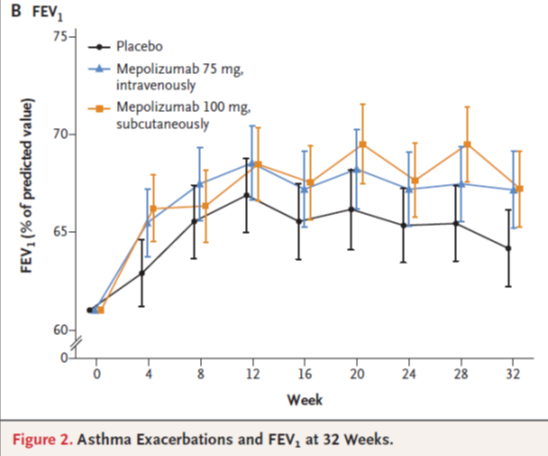 B FEV₁
75
Placebo
Mepolizumab 75 mg,
intravenously
Mepolizumab 100 mg,
subcutaneously
70
65
60
0
FEV₁ (% of predicted value)
0 4 8 12 16 20 24 28 32
Week
Figure 2. Asthma Exacerbations and FEV₁ at 32 Weeks.